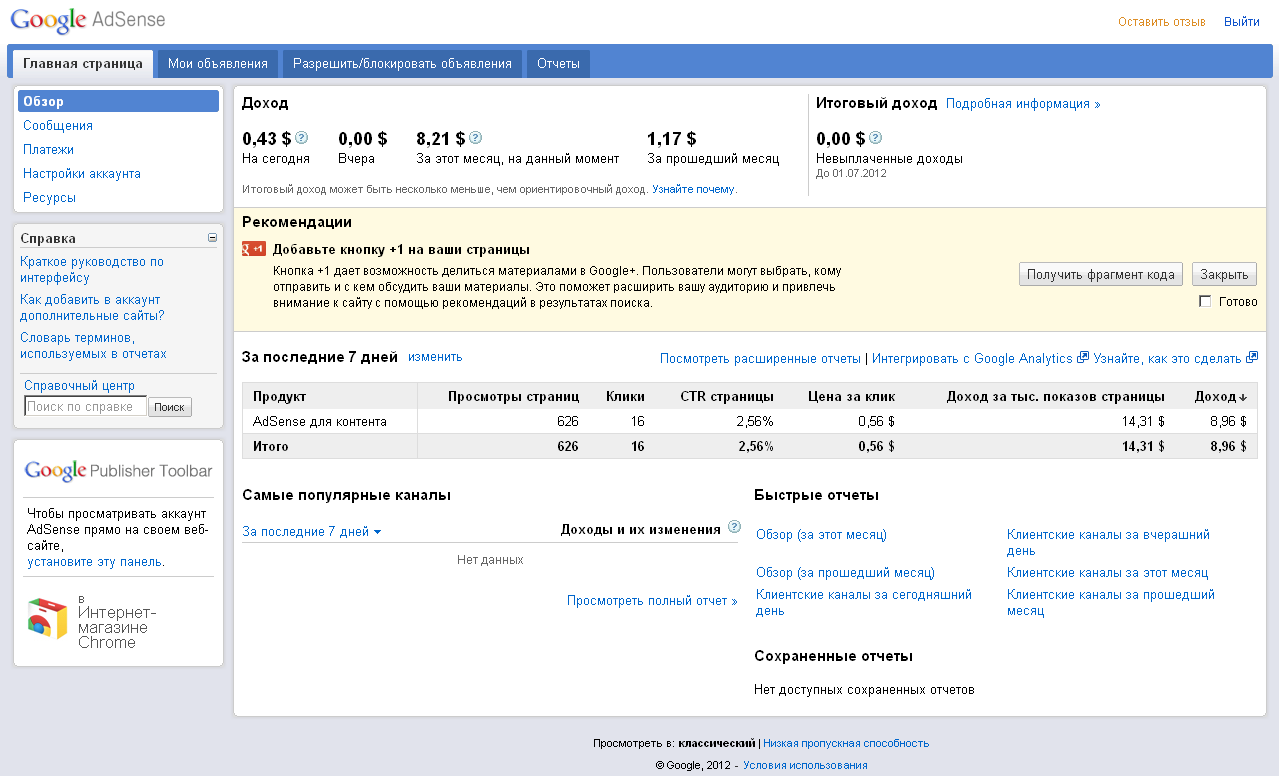 Google AdSense
Оставить отзыв Выйти
Главная страница Мои объявления Разрешить/блокировать объявления Отчеты
Обзор
Сообщения
Платежи
Настройки аккаунта
Ресурсы
Справка
Краткое руководство по
интерфейсу
Как добавить в аккаунт
дополнительные сайты?
Словарь терминов,
используемых в отчетах
Справочный центр
Поиск по справке Поиск
Google Publisher Toolbar
Чтобы просматривать аккаунт
AdSense прямо на своем веб-
сайте,
установите эту панель.
в
Интернет-
магазине
Chrome
Доход
0,43 $ ? 0,00 $ 8,21 $ ? 1,17 $
На сегодня Вчера За этот месяц, на данный момент За прошедший месяц
Итоговый доход может быть несколько меньше, чем ориентировочный доход. Узнайте почему.
Итоговый доход Подробная информация »
0,00 $ ?
Невыплаченные доходы
До 01.07.2012
Рекомендации
g +1 Добавьте кнопку +1 на ваши страницы
Кнопка +1 дает возможность делиться материалами в Google+. Пользователи могут выбрать, кому
отправить и с кем обсудить ваши материалы. Это поможет расширить вашу аудиторию и привлечь
внимание к сайту с помощью рекомендаций в результатах поиска.
Получить фрагмент кода Закрыть
Готово
За последние 7 дней изменить
Посмотреть расширенные отчеты | Интегрировать с Google Analytics Узнайте, как это сделать
Продукт Просмотры страниц Клики CTR страницы Цена за клик Доход за тыс. показов страницы Доход ↓
AdSense для контента 626 16 2,56% 0,56 $ 14,31 $ 8,96 $
Итого 626 16 2,56% 0,56 $ 14,31 $ 8,96 $
Самые популярные каналы
За последние 7 дней Доходы и их изменения ?
Нет данных
Просмотреть полный отчет »
Быстрые отчеты
Обзор (за этот месяц)
Обзор (за прошедший месяц)
Клиентские каналы за сегодняшний
день
Клиентские каналы за вчерашний
день
Клиентские каналы за этот месяц
Клиентские каналы за прошедший
месяц
Сохраненные отчеты
Нет доступных сохраненных отчетов
Просмотреть в: классический | Низкая пропускная способность
© Google, 2012 - Условия использования